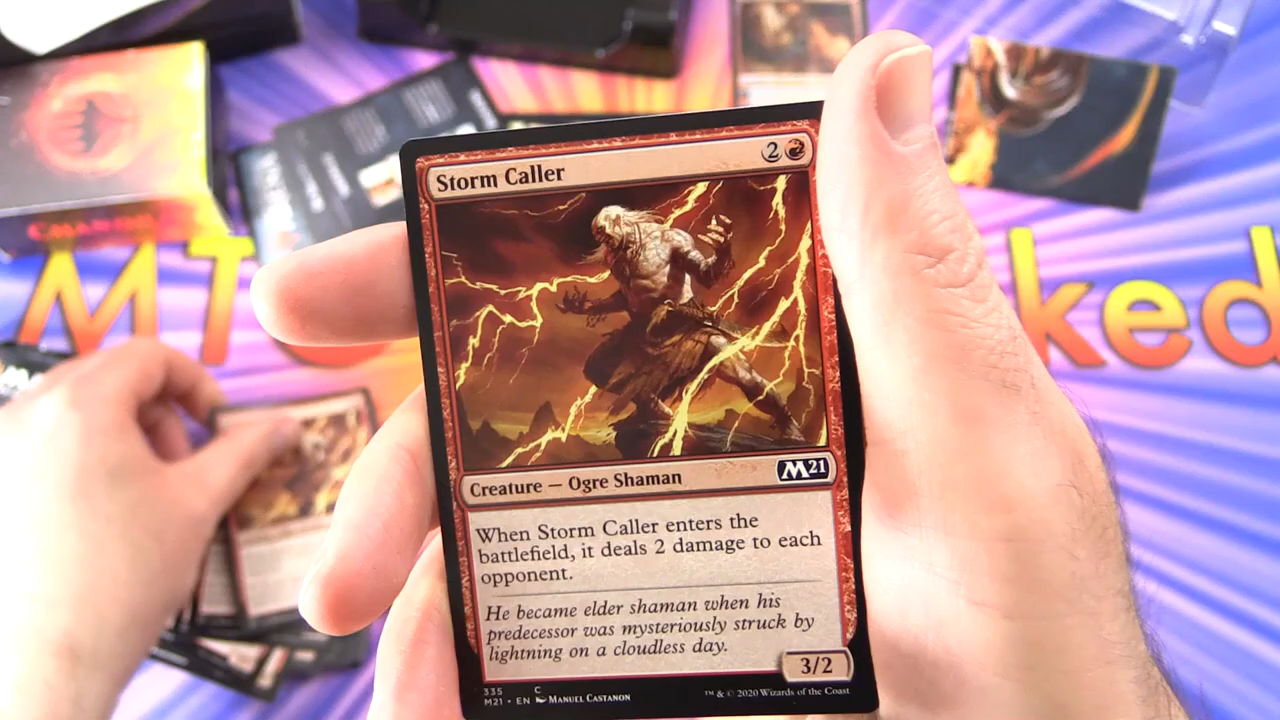 Storm Caller
2
Creature — Ogre Shaman
M21
When Storm Caller enters the
battlefield, it deals 2 damage to each
opponent.
He became elder shaman when his
predecessor was mysteriously struck by
lightning on a cloudless day.
3/2
335 C
M21 • EN MANUEL CASTANON
™ & © 2020 Wizards of the Coast
MT
ked